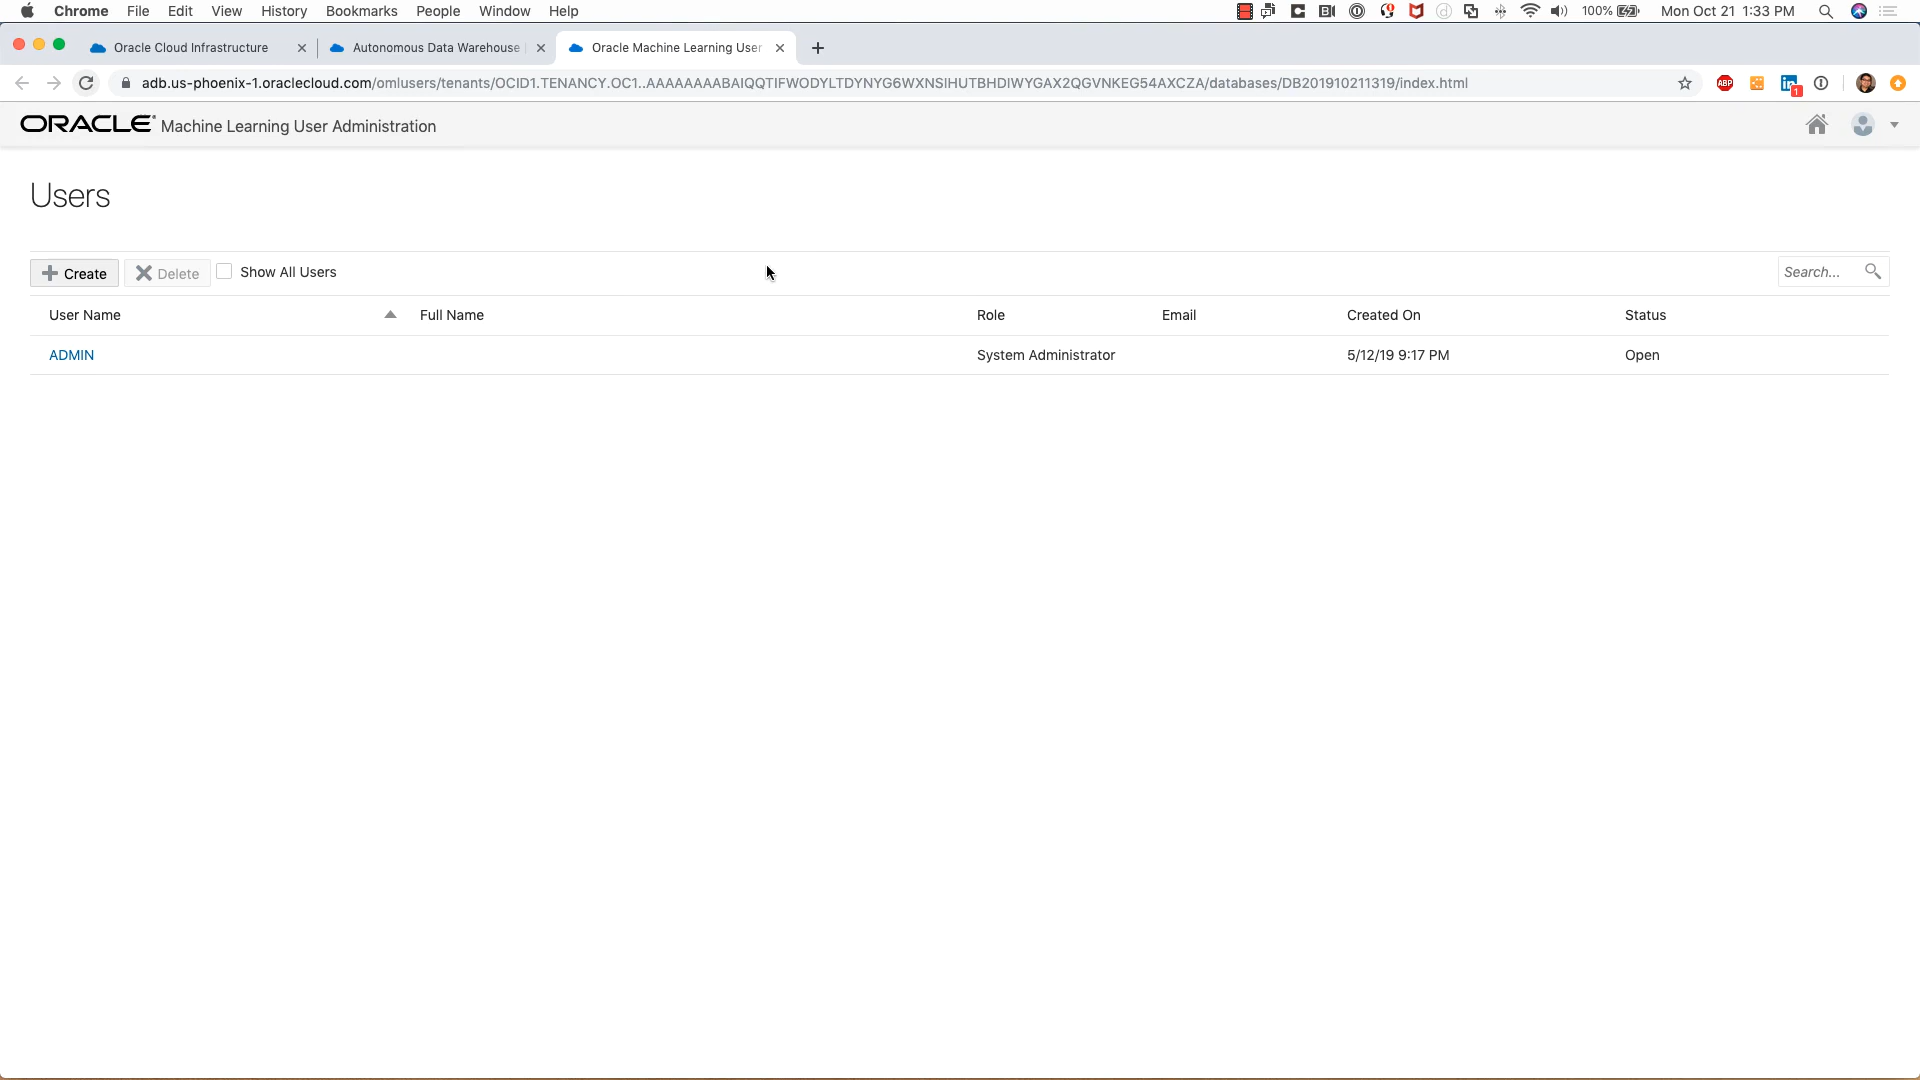 Chrome File Edit View History Bookmarks People Window Help 100% Mon Oct 21 1:33 PM
Oracle Cloud Infrastructure Autonomous Data Warehouse Oracle Machine Learning User
adb.us-phoenix-1.oraclecloud.com/omlusers/tenants/OCID1.TENANCY.OC1..AAAAAAAABAIQQTIFWODYLTDYNYG6WXNSIHUTBHDIWYGAX2QGVNKEG54AXCZA/databases/DB201910211319/index.html ABP in 1
ORACLE Machine Learning User Administration
Users
Create Delete Show All Users Search...
User Name Full Name Role Email Created On Status
ADMIN System Administrator 5/12/19 9:17 PM Open